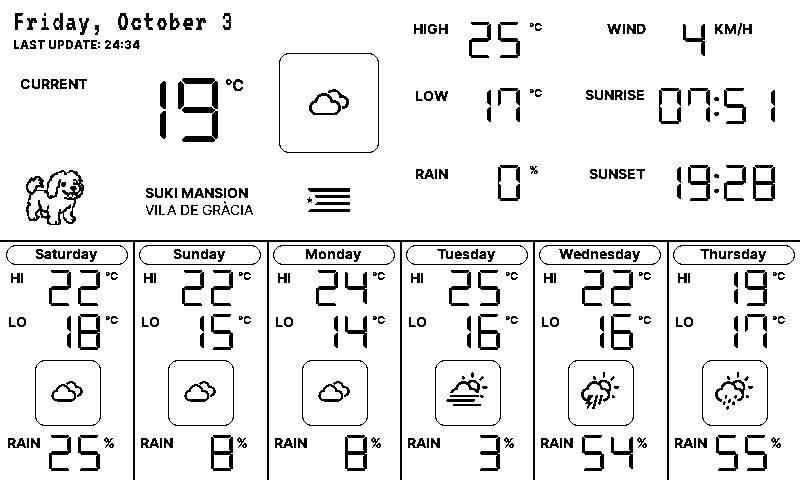 Friday, October 3
LAST UPDATE: 24:34
CURRENT 19 °C
HIGH 25 °C
LOW 17 °C
RAIN 0 %
WIND 4 KM/H
SUNRISE 07:51
SUNSET 19:28
SUKI MANSION
VILA DE GRÀCIA
Saturday
HI 22 °C
LO 18 °C
RAIN 25 %
Sunday
HI 22 °C
LO 15 °C
RAIN 8 %
Monday
HI 24 °C
LO 14 °C
RAIN 8 %
Tuesday
HI 25 °C
LO 16 °C
RAIN 3 %
Wednesday
HI 22 °C
LO 16 °C
RAIN 54 %
Thursday
HI 19 °C
LO 17 °C
RAIN 55 %